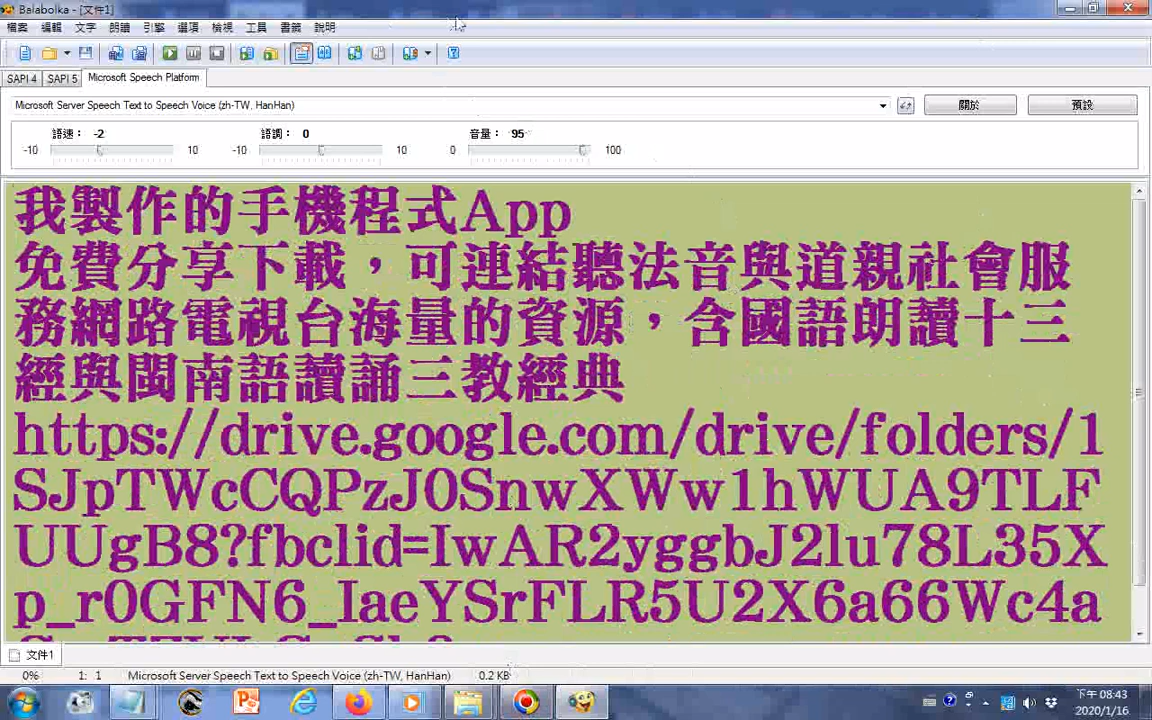 Balabolka - [文件1]
檔案 編輯 文字 朗讀 引擎 選項 檢視 工具 書籤 說明
SAPI 4 SAPI 5 Microsoft Speech Platform
Microsoft Server Speech Text to Speech Voice (zh-TW, HanHan) 關於 預設
語速： -2 語調： 0 音量： 95
-10 10 -10 10 0 100
我製作的手機程式App
免費分享下載，可連結聽法音與道親社會服
務網路電視台海量的資源，含國語朗讀十三
經與閩南語讀誦三教經典
https://drive.google.com/drive/folders/1
SJpTWcCQPzJ0SnwXWw1hWUA9TLF
UUgB8?fbclid=IwAR2yggbJ2lu78L35X
p_r0GFN6_IaeYSrFLR5U2X6a66Wc4a
文件1
0% 1: 1 Microsoft Server Speech Text to Speech Voice (zh-TW, HanHan) 0.2 KB
下午 08:43
2020/1/16